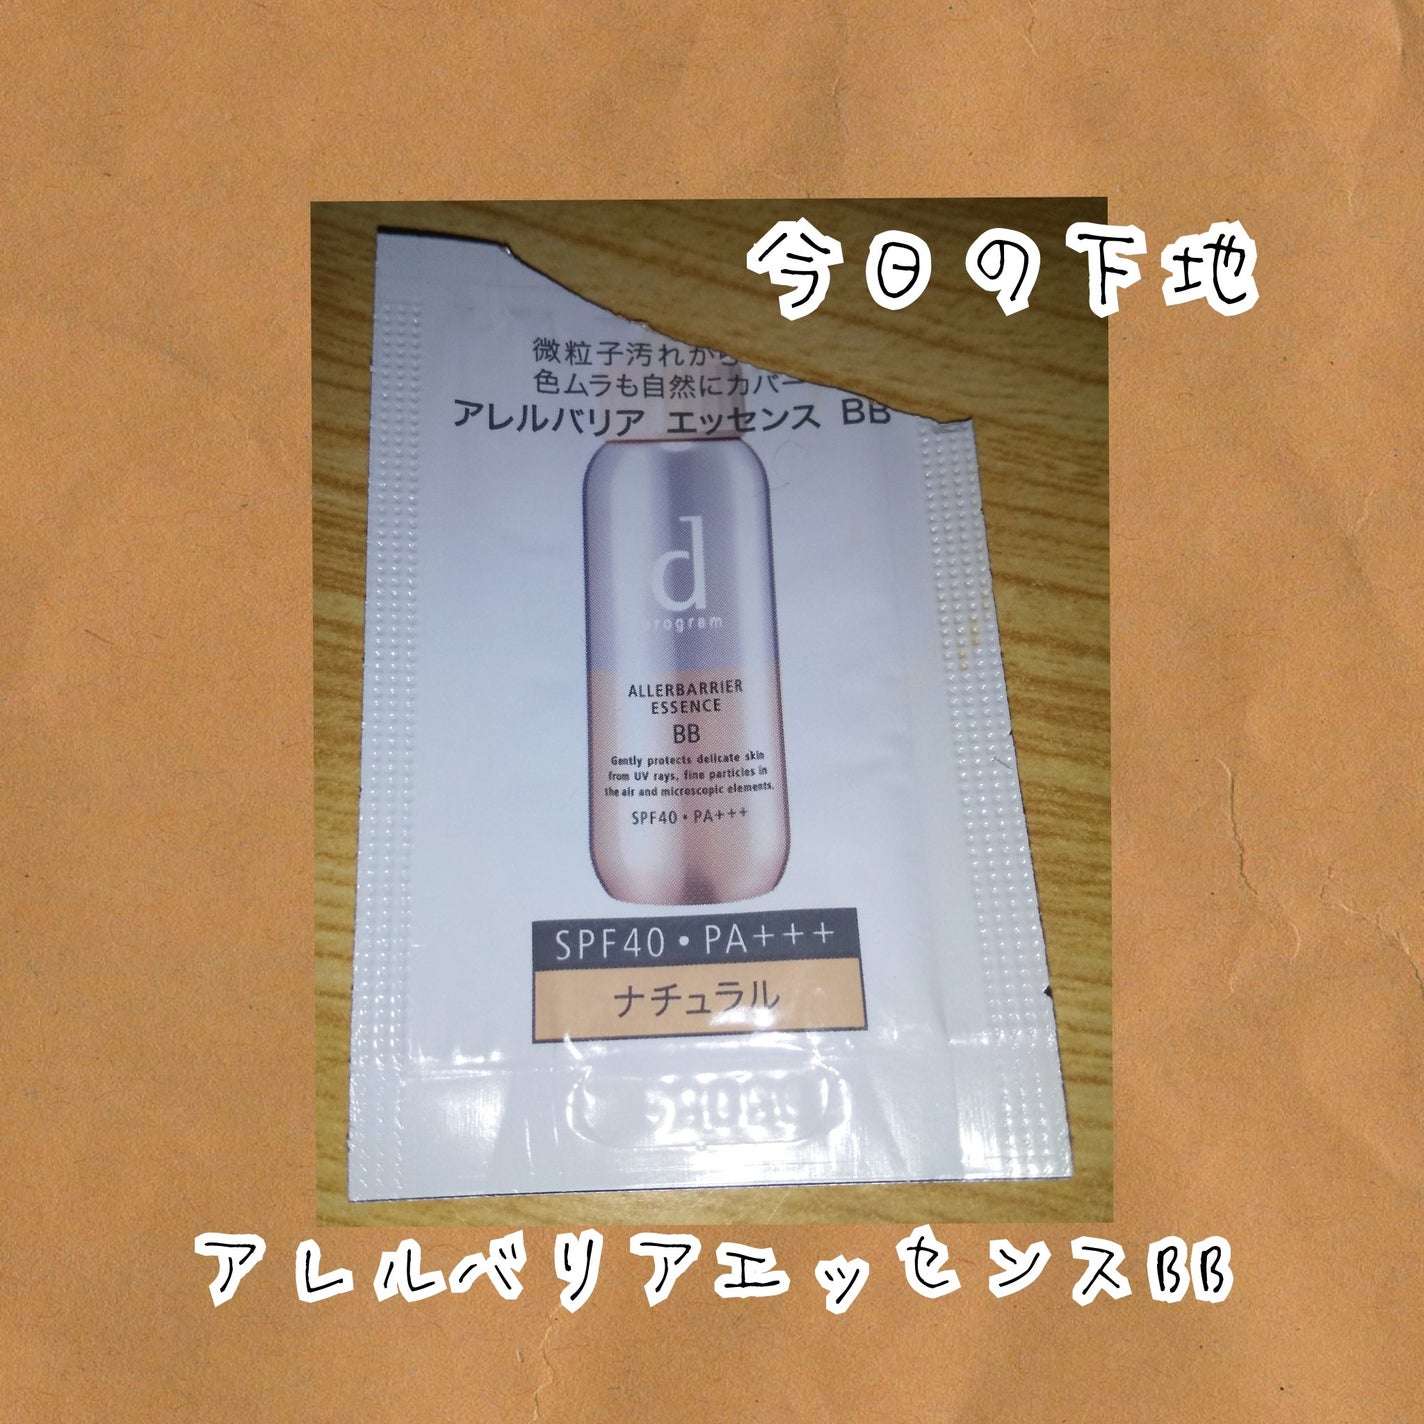 今日の下地
微粒子汚れから
色ムラも自然にカバー
アレルバリア エッセンス BB
d
program
ALLERBARRIER
ESSENCE
BB
Gently protects delicate skin
from UV rays, fine particles in
the air and microscopic elements.
SPF40・PA+++
SPF40・PA+++
ナチュラル
アレルバリアエッセンスBB